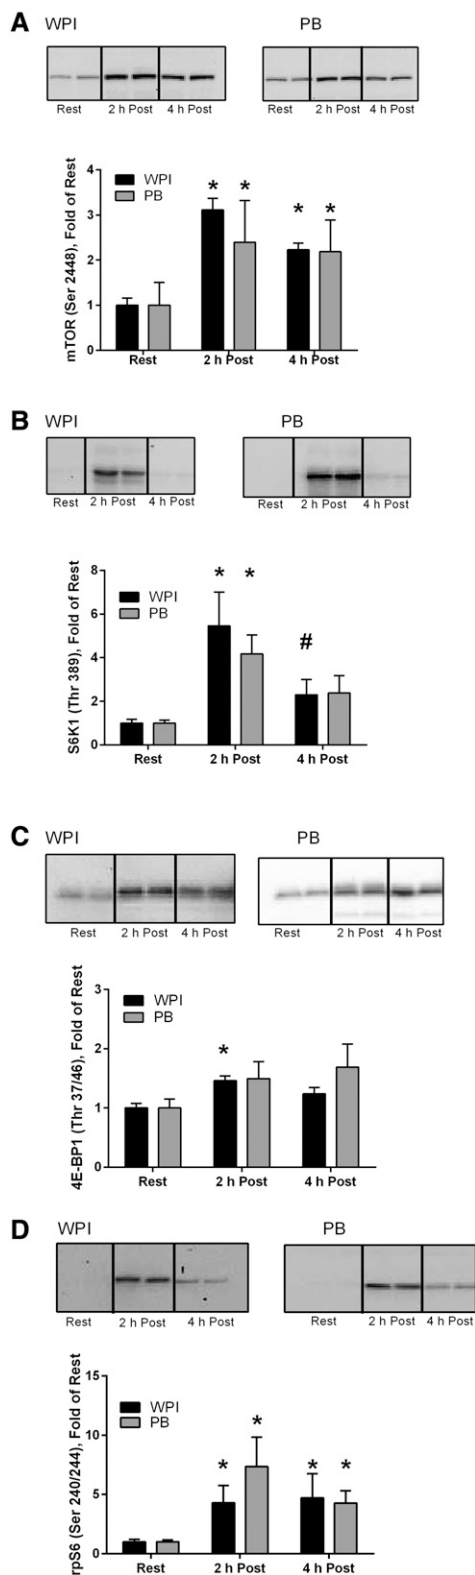 A WPI PB
Rest 2 h Post 4 h Post Rest 2 h Post 4 h Post
mTOR (Ser 2448), Fold of Rest
4
3
2
1
0
WPI
PB
* * * *
Rest 2 h Post 4 h Post
B WPI PB
Rest 2 h Post 4 h Post Rest 2 h Post 4 h Post
S6K1 (Thr 389), Fold of Rest
8
6
4
2
0
WPI
PB
* * #
Rest 2 h Post 4 h Post
C WPI PB
Rest 2 h Post 4 h Post Rest 2 h Post 4 h Post
4E-BP1 (Thr 37/46), Fold of Rest
3
2
1
0
WPI
PB
*
Rest 2 h Post 4 h Post
D WPI PB
Rest 2 h Post 4 h Post Rest 2 h Post 4 h Post
rpS6 (Ser 240/244), Fold of Rest
15
10
5
0
WPI
PB
* * * *
Rest 2 h Post 4 h Post